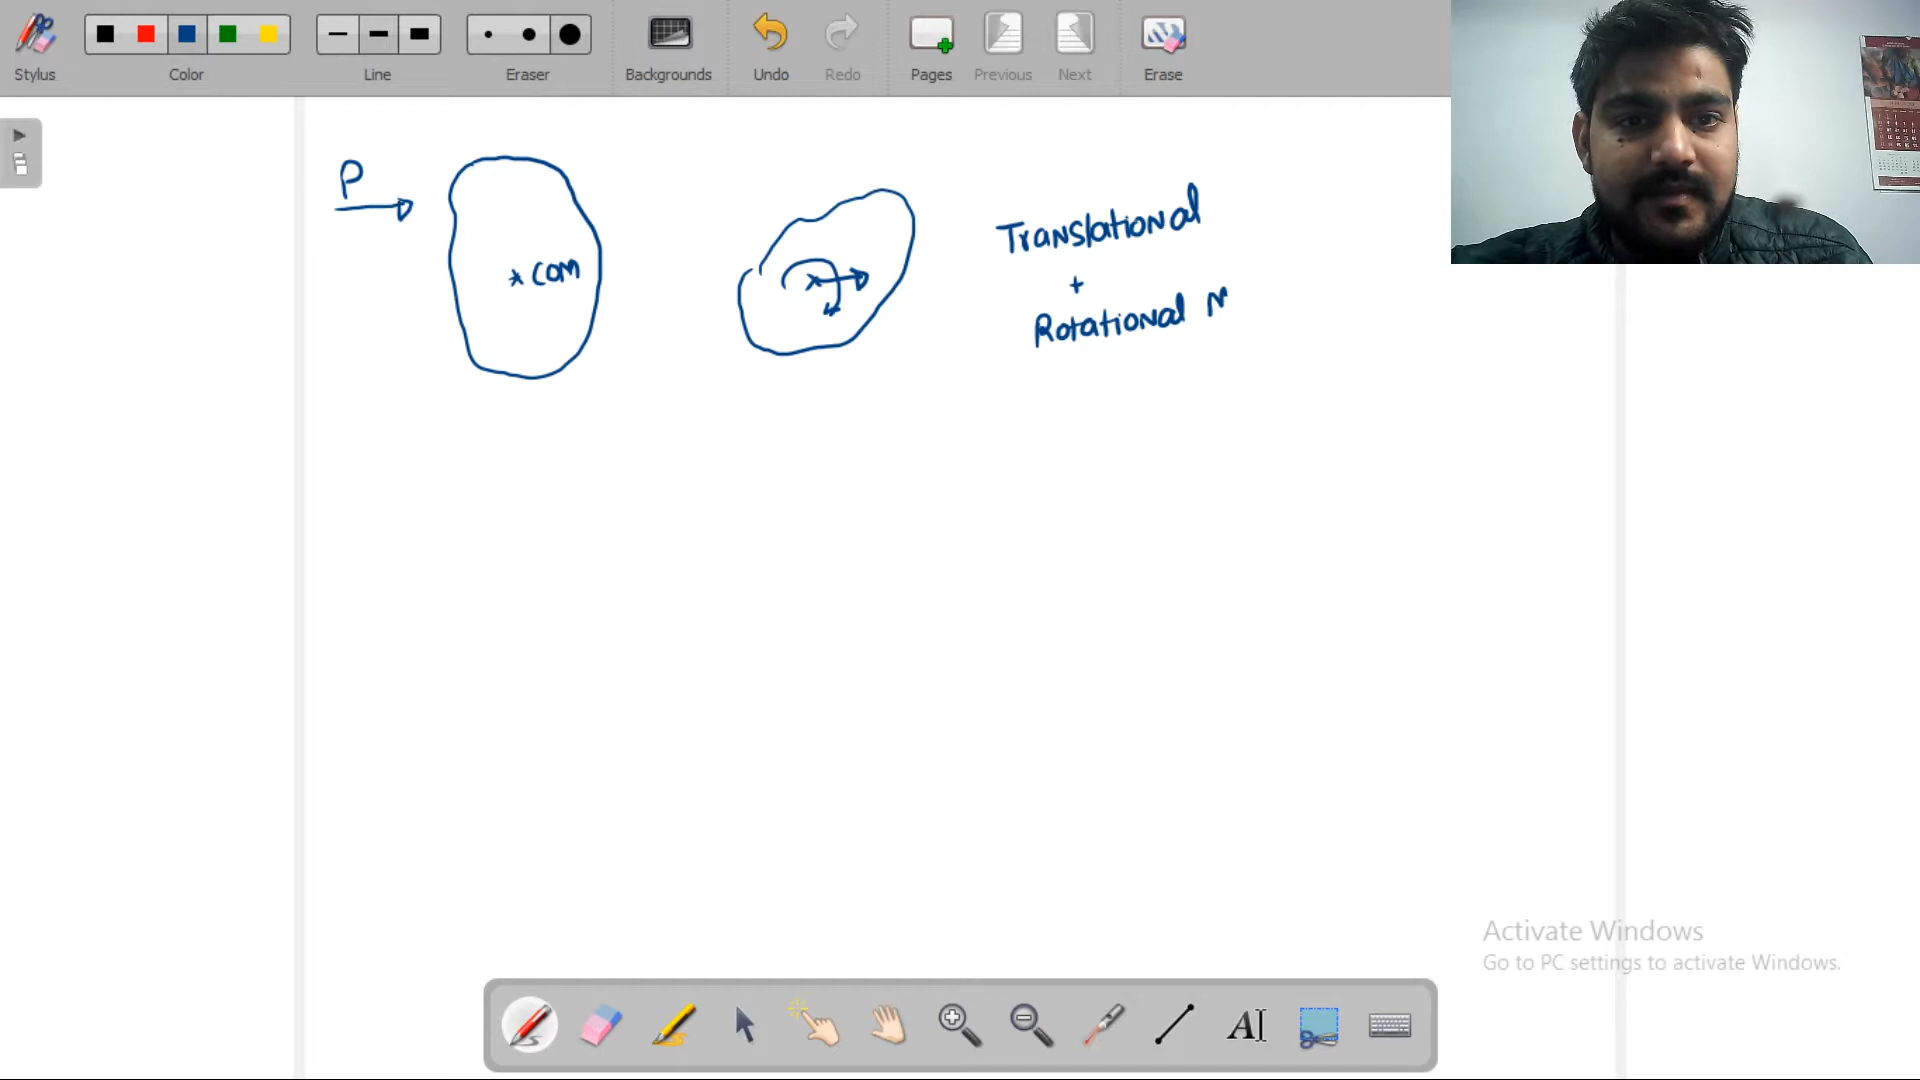 Stylus
Color
Line
Eraser
Backgrounds
Undo
Redo
Pages
Previous
Next
Erase
P
* COM
Translational
+
Rotational M
Activate Windows
Go to PC settings to activate Windows.